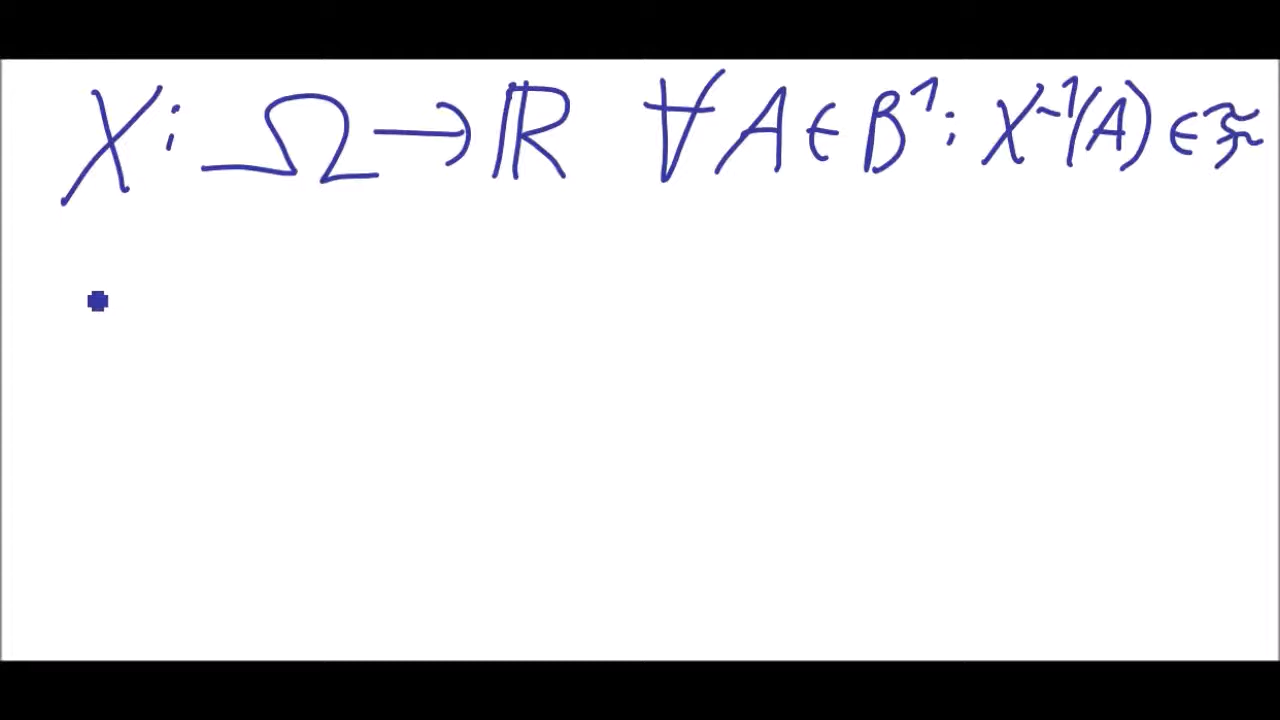 X: Ω → ℝ ∀ A ∈ B¹: X⁻¹(A) ∈ 𝔉